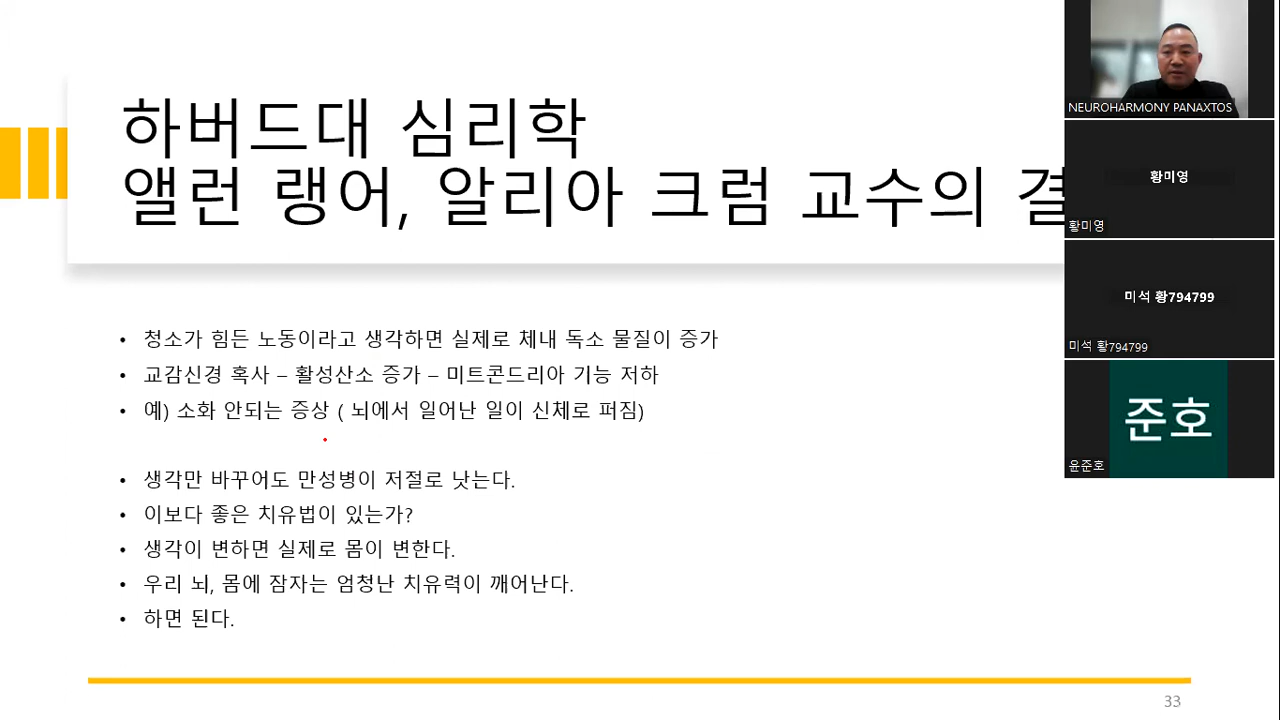 하버드대 심리학
앨런 랭어, 알리아 크럼 교수의 결
• 청소가 힘든 노동이라고 생각하면 실제로 체내 독소 물질이 증가
• 교감신경 혹사 – 활성산소 증가 – 미트콘드리아 기능 저하
• 예) 소화 안되는 증상 ( 뇌에서 일어난 일이 신체로 퍼짐)
• 생각만 바꾸어도 만성병이 저절로 낫는다.
• 이보다 좋은 치유법이 있는가?
• 생각이 변하면 실제로 몸이 변한다.
• 우리 뇌, 몸에 잠자는 엄청난 치유력이 깨어난다.
• 하면 된다.
33
NEUROHARMONY PANAXTOS
황미영
황미영
미석 황794799
미석 황794799
준호
윤준호